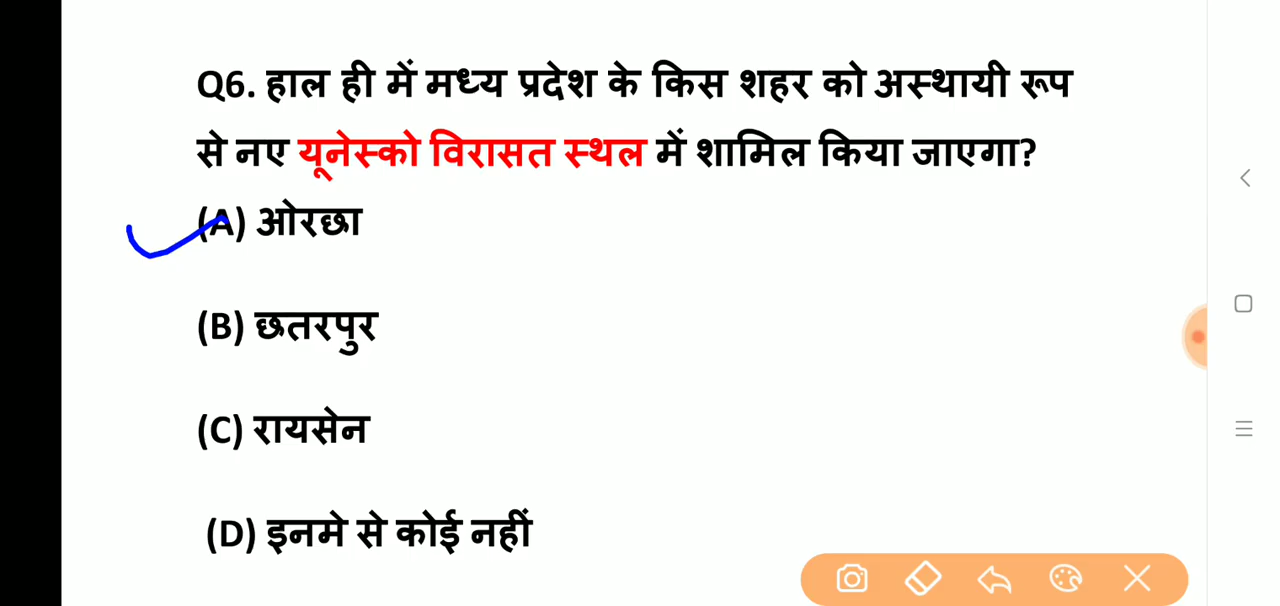 Q6. हाल ही में मध्य प्रदेश के किस शहर को अस्थायी रूप
से नए यूनेस्को विरासत स्थल में शामिल किया जाएगा?
(A) ओरछा
(B) छतरपुर
(C) रायसेन
(D) इनमे से कोई नहीं